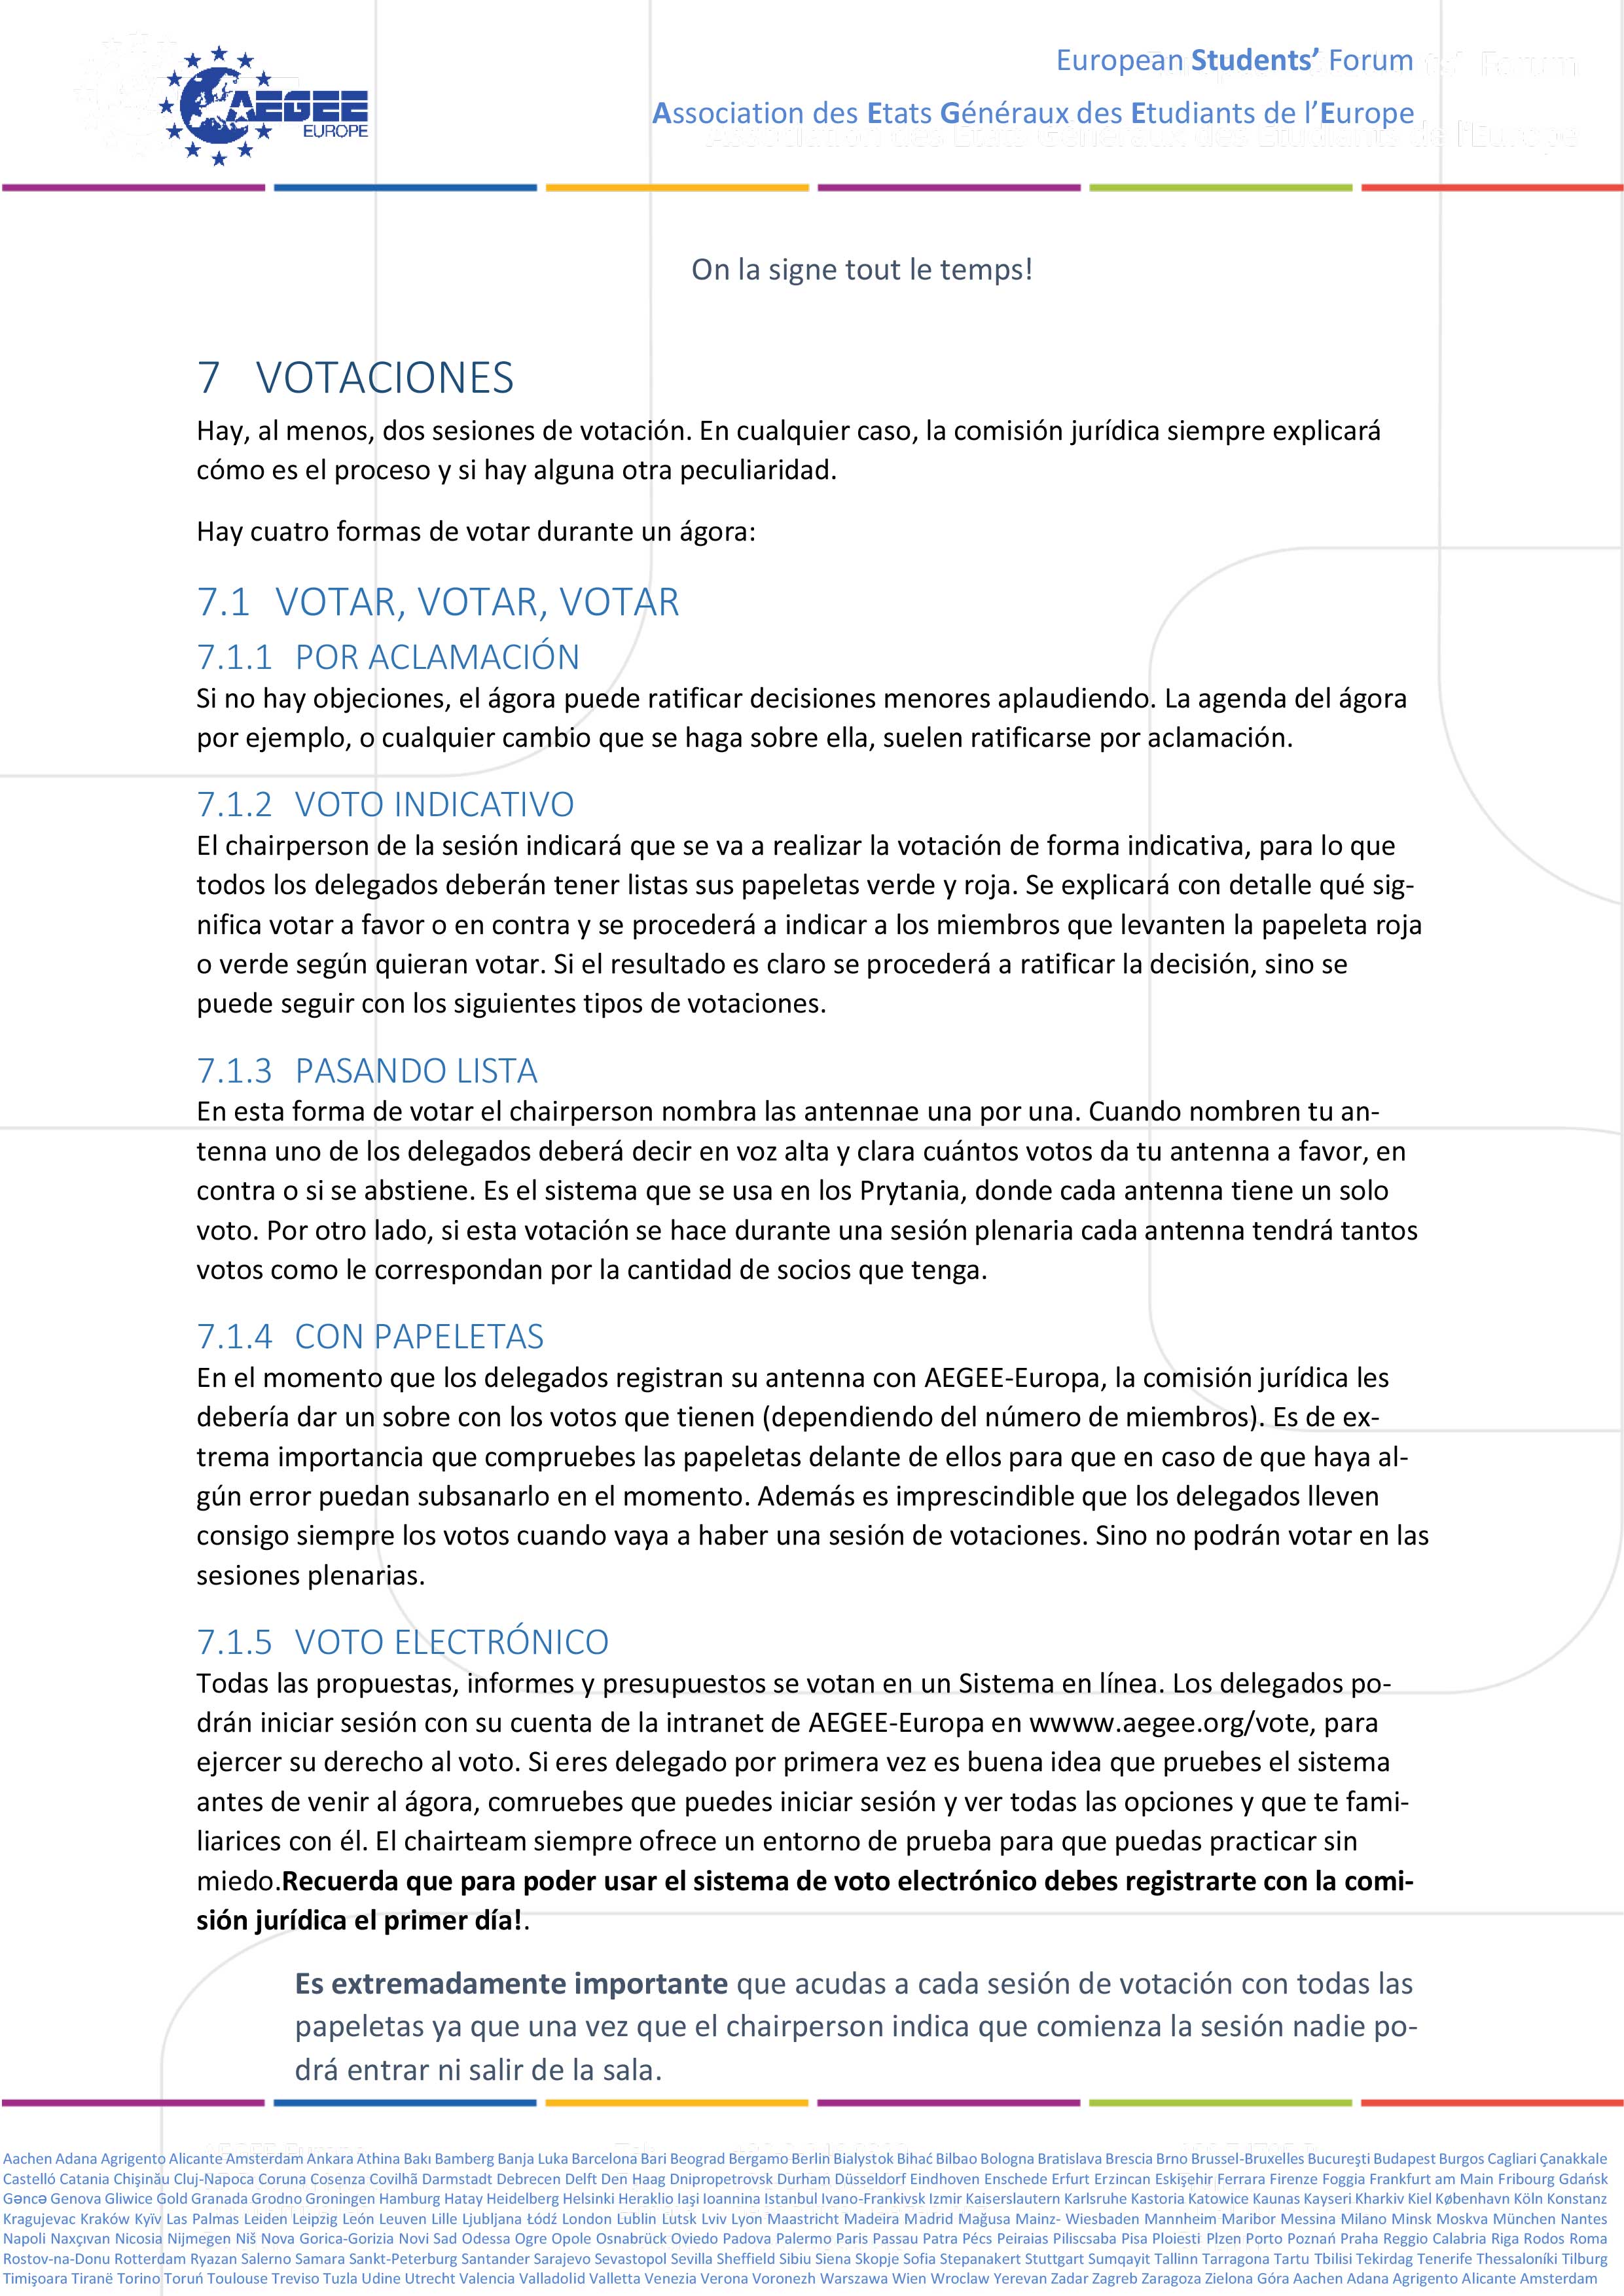 AEGEE
EUROPE
European Students’ Forum
Association des Etats Généraux des Etudiants de l’Europe
On la signe tout le temps!
7 VOTACIONES
Hay, al menos, dos sesiones de votación. En cualquier caso, la comisión jurídica siempre explicará
cómo es el proceso y si hay alguna otra peculiaridad.
Hay cuatro formas de votar durante un ágora:
7.1 VOTAR, VOTAR, VOTAR
7.1.1 POR ACLAMACIÓN
Si no hay objeciones, el ágora puede ratificar decisiones menores aplaudiendo. La agenda del ágora
por ejemplo, o cualquier cambio que se haga sobre ella, suelen ratificarse por aclamación.
7.1.2 VOTO INDICATIVO
El chairperson de la sesión indicará que se va a realizar la votación de forma indicativa, para lo que
todos los delegados deberán tener listas sus papeletas verde y roja. Se explicará con detalle qué sig-
nifica votar a favor o en contra y se procederá a indicar a los miembros que levanten la papeleta roja
o verde según quieran votar. Si el resultado es claro se procederá a ratificar la decisión, sino se
puede seguir con los siguientes tipos de votaciones.
7.1.3 PASANDO LISTA
En esta forma de votar el chairperson nombra las antennae una por una. Cuando nombren tu an-
tenna uno de los delegados deberá decir en voz alta y clara cuántos votos da tu antenna a favor, en
contra o si se abstiene. Es el sistema que se usa en los Prytania, donde cada antenna tiene un solo
voto. Por otro lado, si esta votación se hace durante una sesión plenaria cada antenna tendrá tantos
votos como le correspondan por la cantidad de socios que tenga.
7.1.4 CON PAPELETAS
En el momento que los delegados registran su antenna con AEGEE-Europa, la comisión jurídica les
debería dar un sobre con los votos que tienen (dependiendo del número de miembros). Es de ex-
trema importancia que compruebes las papeletas delante de ellos para que en caso de que haya al-
gún error puedan subsanarlo en el momento. Además es imprescindible que los delegados lleven
consigo siempre los votos cuando vaya a haber una sesión de votaciones. Sino no podrán votar en las
sesiones plenarias.
7.1.5 VOTO ELECTRÓNICO
Todas las propuestas, informes y presupuestos se votan en un Sistema en línea. Los delegados po-
drán iniciar sesión con su cuenta de la intranet de AEGEE-Europa en wwww.aegee.org/vote, para
ejercer su derecho al voto. Si eres delegado por primera vez es buena idea que pruebes el sistema
antes de venir al ágora, comruebes que puedes iniciar sesión y ver todas las opciones y que te fami-
liarices con él. El chairteam siempre ofrece un entorno de prueba para que puedas practicar sin
miedo.Recuerda que para poder usar el sistema de voto electrónico debes registrarte con la comi-
sión jurídica el primer día!.
Es extremadamente importante que acudas a cada sesión de votación con todas las
papeletas ya que una vez que el chairperson indica que comienza la sesión nadie po-
drá entrar ni salir de la sala.
Aachen Adana Agrigento Alicante Amsterdam Ankara Athina Bakı Bamberg Banja Luka Barcelona Bari Beograd Bergamo Berlin Bialystok Bihać Bilbao Bologna Bratislava Brescia Brno Brussel-Bruxelles Bucureşti Budapest Burgos Cagliari Çanakkale
Castelló Catania Chişinău Cluj-Napoca Coruna Cosenza Covilhã Darmstadt Debrecen Delft Den Haag Dnipropetrovsk Durham Düsseldorf Eindhoven Enschede Erfurt Erzincan Eskişehir Ferrara Firenze Foggia Frankfurt am Main Fribourg Gdańsk
Gəncə Genova Gliwice Gold Granada Grodno Groningen Hamburg Hatay Heidelberg Helsinki Heraklio Iaşi Ioannina Istanbul Ivano-Frankivsk Izmir Kaiserslautern Karlsruhe Kastoria Katowice Kaunas Kayseri Kharkiv Kiel København Köln Konstanz
Kragujevac Kraków Kyïv Las Palmas Leiden Leipzig León Leuven Lille Ljubljana Łódź London Lublin Lutsk Lviv Lyon Maastricht Madeira Madrid Mağusa Mainz- Wiesbaden Mannheim Maribor Messina Milano Minsk Moskva München Nantes
Napoli Naxçıvan Nicosia Nijmegen Niš Nova Gorica-Gorizia Novi Sad Odessa Ogre Opole Osnabrück Oviedo Padova Palermo Paris Passau Patra Pécs Peiraias Piliscsaba Pisa Ploiesti Plzen Porto Poznań Praha Reggio Calabria Riga Rodos Roma
Rostov-na-Donu Rotterdam Ryazan Salerno Samara Sankt-Peterburg Santander Sarajevo Sevastopol Sevilla Sheffield Sibiu Siena Skopje Sofia Stepanakert Stuttgart Sumqayit Tallinn Tarragona Tartu Tbilisi Tekirdag Tenerife Thessaloníki Tilburg
Timişoara Tiranë Torino Toruń Toulouse Treviso Tuzla Udine Utrecht Valencia Valladolid Valletta Venezia Verona Voronezh Warszawa Wien Wroclaw Yerevan Zadar Zagreb Zaragoza Zielona Góra Aachen Adana Agrigento Alicante Amsterdam